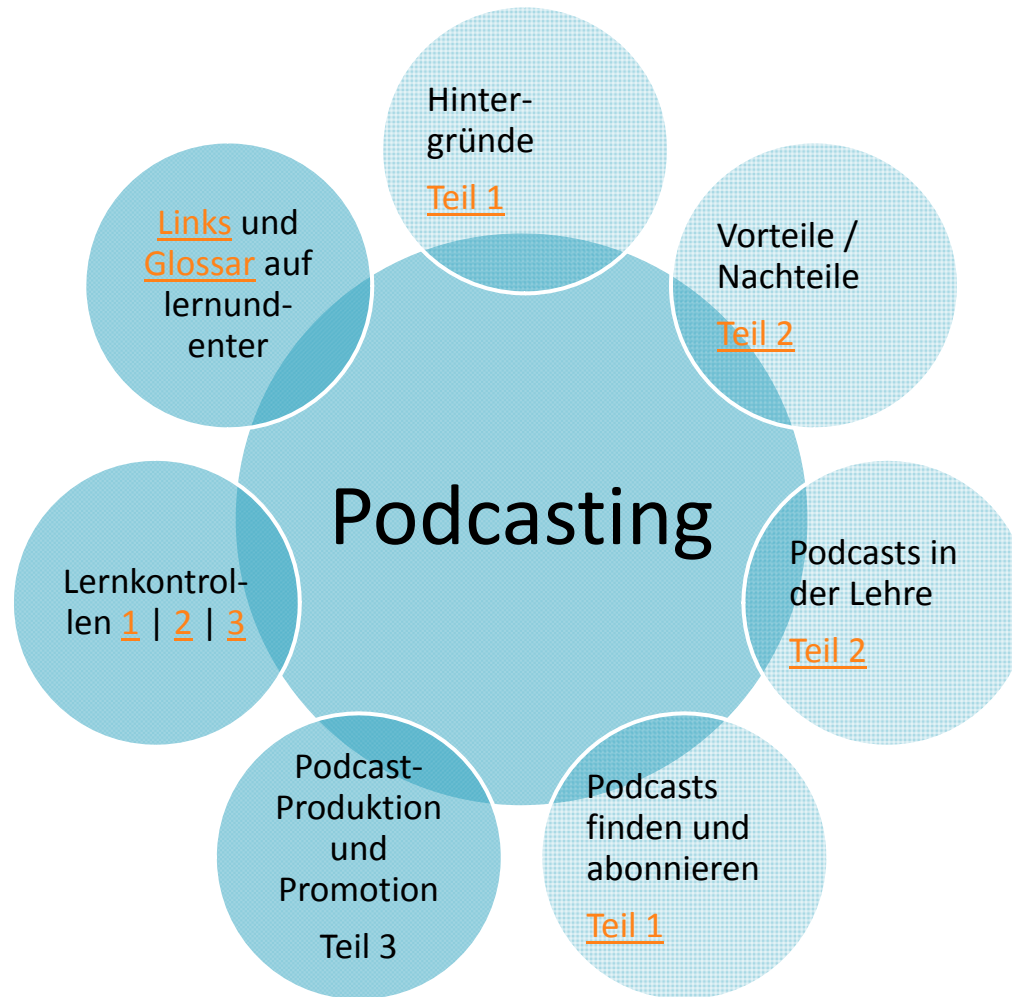 Hinter-
gründe
Teil 1
Vorteile /
Nachteile
Teil 2
Podcasts in
der Lehre
Teil 2
Podcasts
finden und
abonnieren
Teil 1
Podcast-
Produktion
und
Promotion
Teil 3
Lernkontrol-
len 1 | 2 | 3
Links und
Glossar auf
lernund-
enter
Podcasting